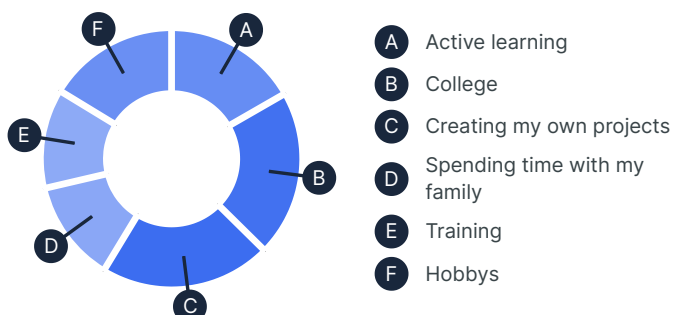 F
A
E
B
D
C
A Active learning
B College
C Creating my own projects
D Spending time with my
family
E Training
F Hobbys